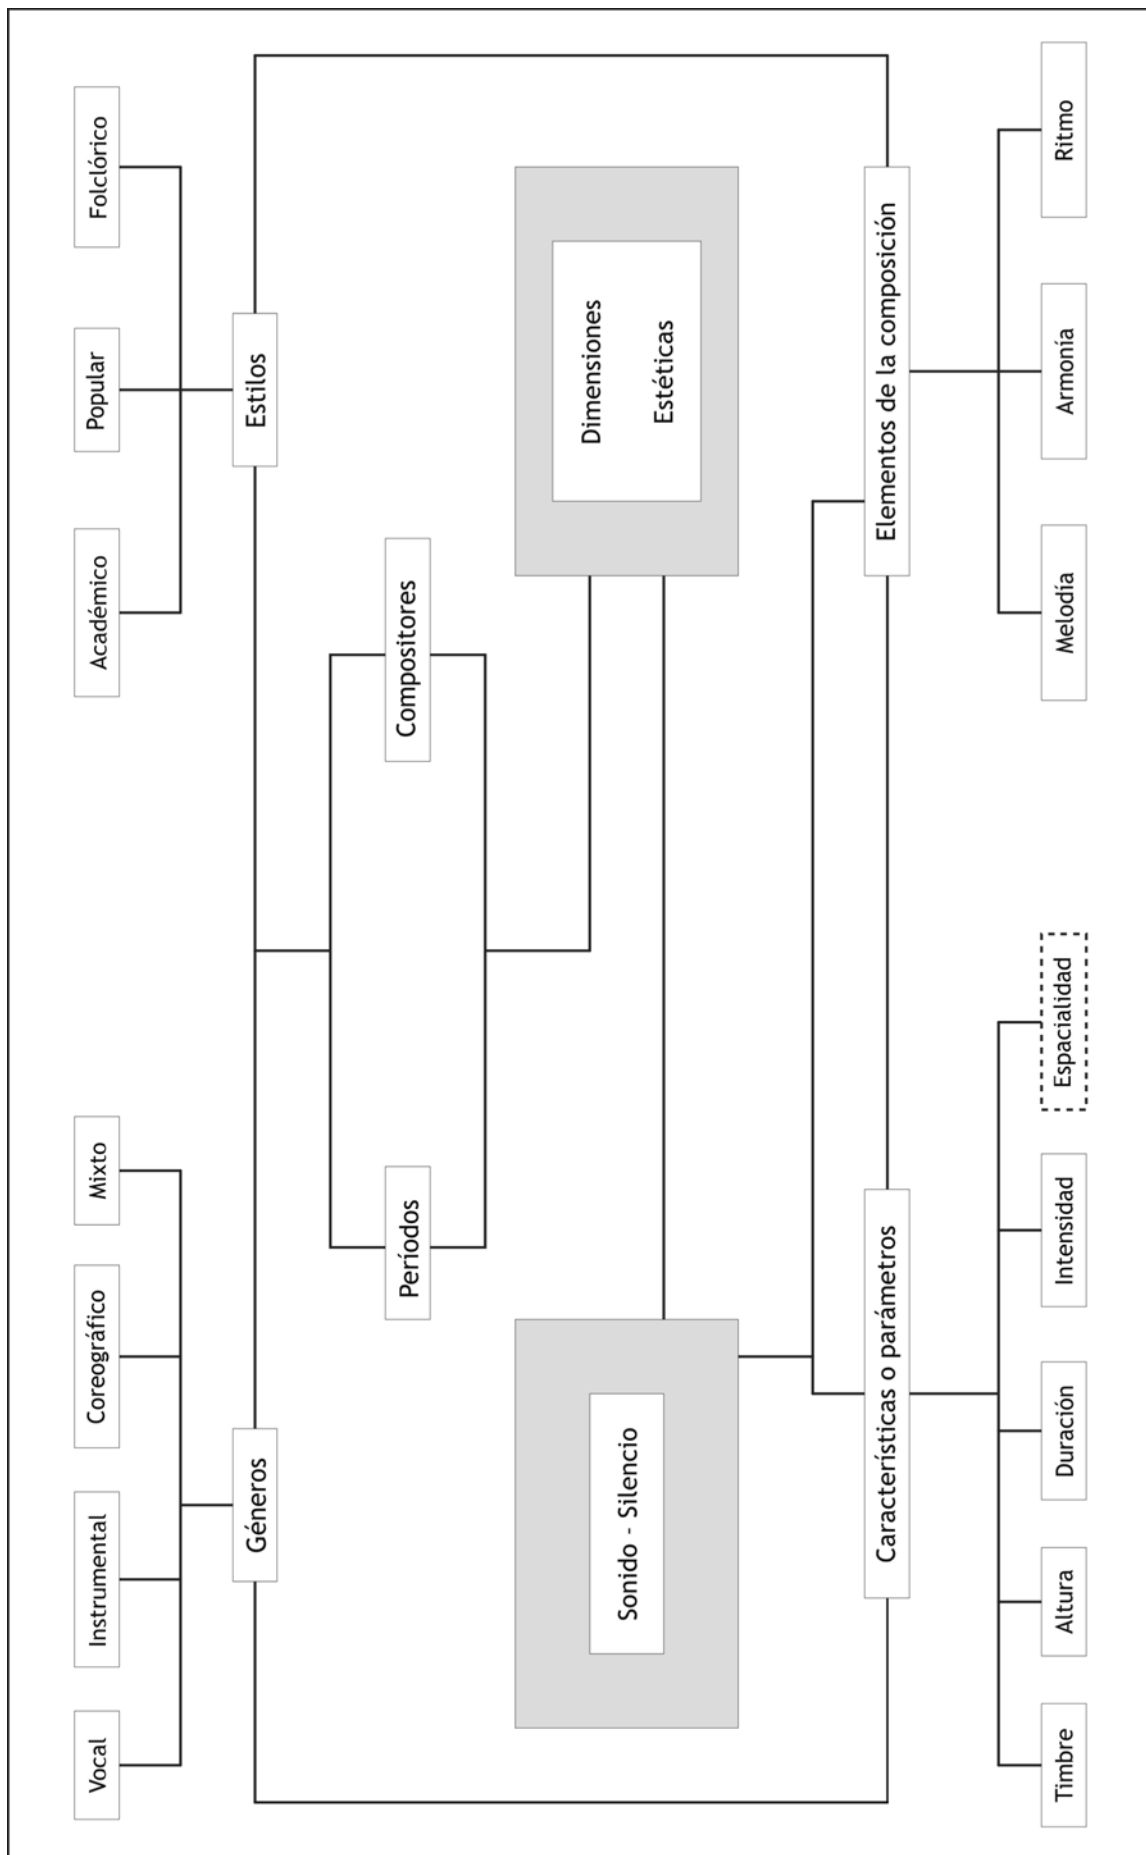 Vocal
Instrumental
Coreográfico
Mixto
Académico
Popular
Folclórico
Géneros
Estilos
Períodos
Compositores
Sonido - Silencio
Dimensiones
Estéticas
Características o parámetros
Elementos de la composición
Timbre
Altura
Duración
Intensidad
Espacialidad
Melodía
Armonía
Ritmo